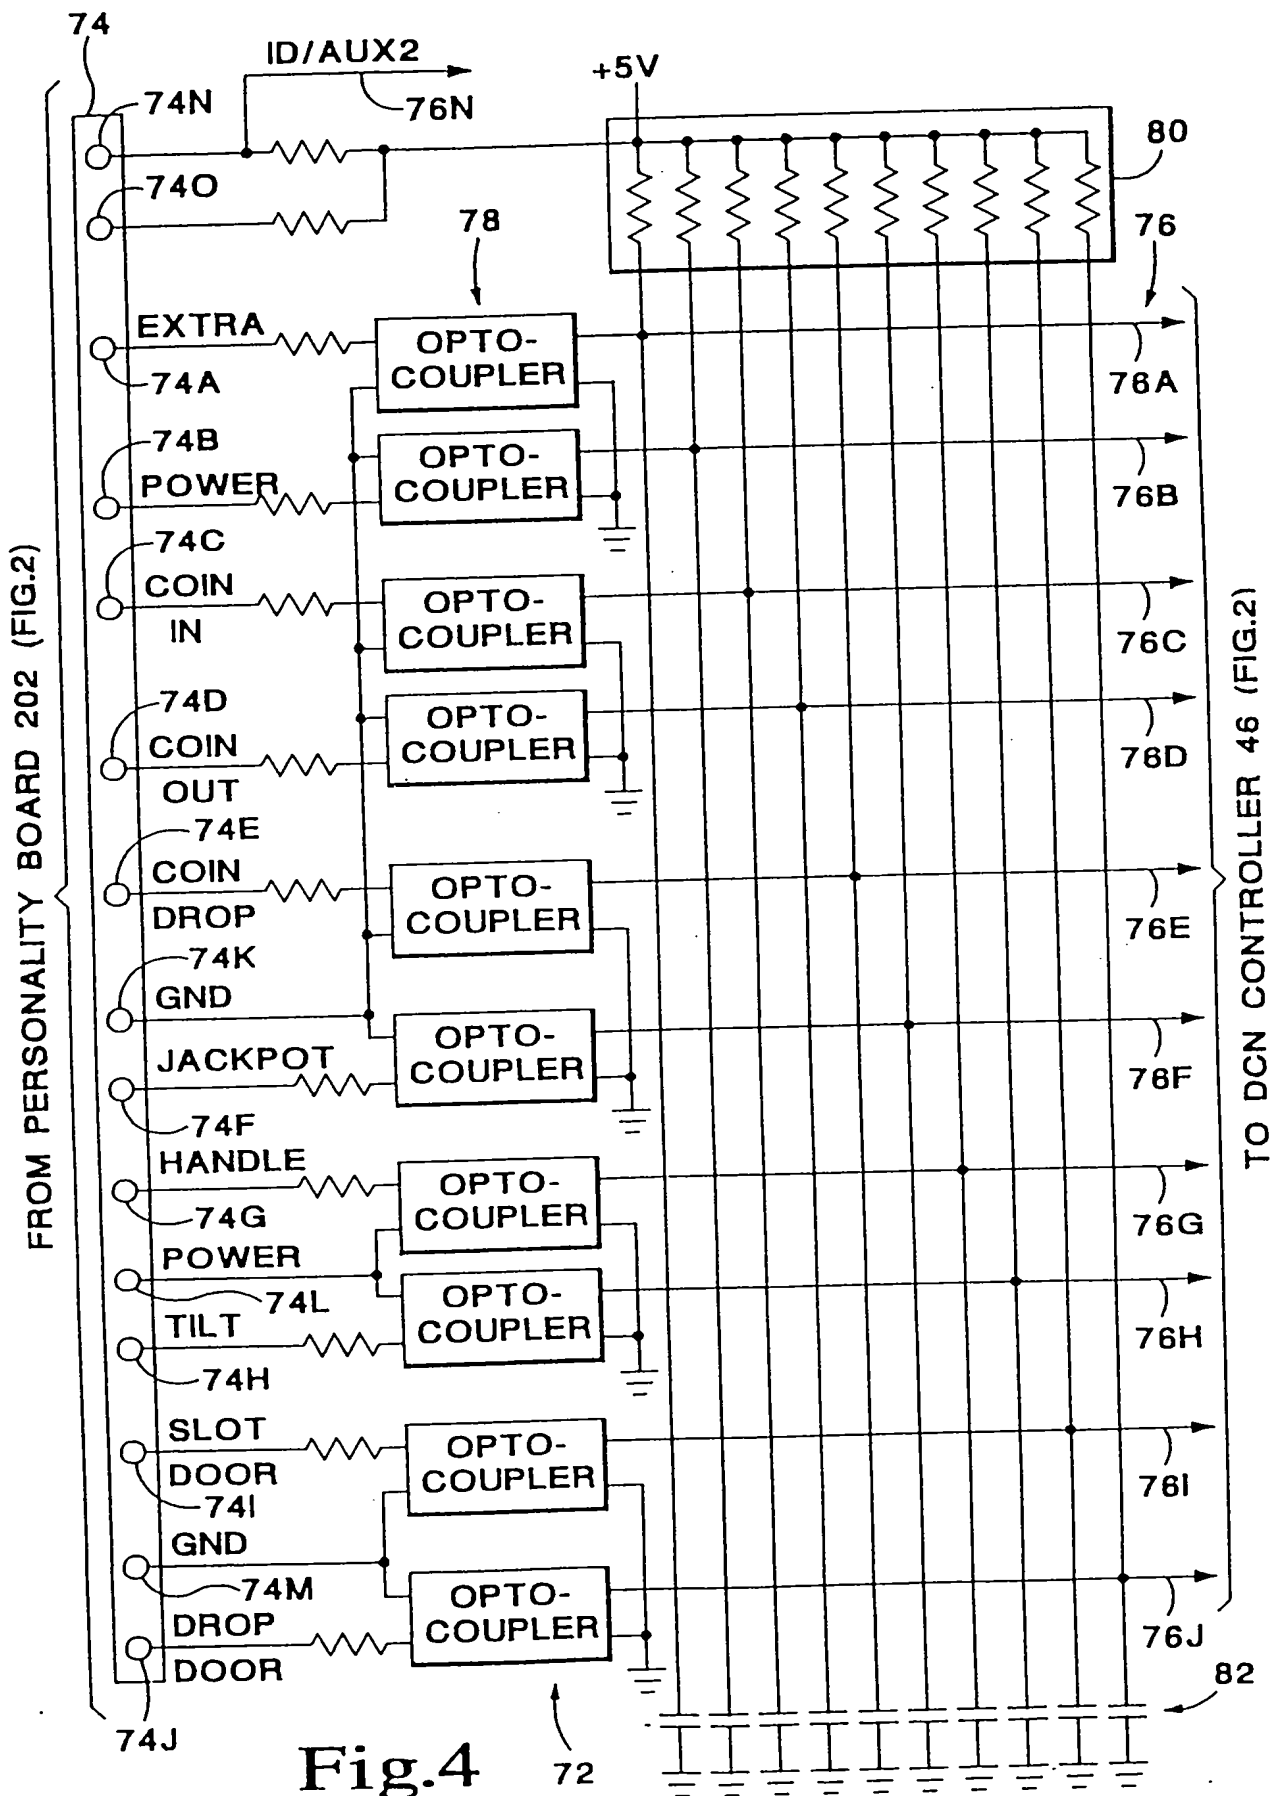 74
ID/AUX2
+5V
74N
76N
80
74O
78
76
EXTRA
OPTO-
COUPLER
74A
76A
74B
OPTO-
COUPLER
POWER
76B
74C
COIN
IN
OPTO-
COUPLER
76C
74D
COIN
OUT
OPTO-
COUPLER
76D
74E
COIN
DROP
OPTO-
COUPLER
76E
74K
GND
OPTO-
COUPLER
JACKPOT
76F
74F
HANDLE
OPTO-
COUPLER
74G
76G
POWER
74L
OPTO-
COUPLER
TILT
76H
74H
SLOT
DOOR
OPTO-
COUPLER
74I
76I
GND
74M
OPTO-
COUPLER
DROP
DOOR
76J
74J
82
72
FROM PERSONALITY BOARD 202 (FIG.2)
TO DCN CONTROLLER 46 (FIG.2)
Fig.4